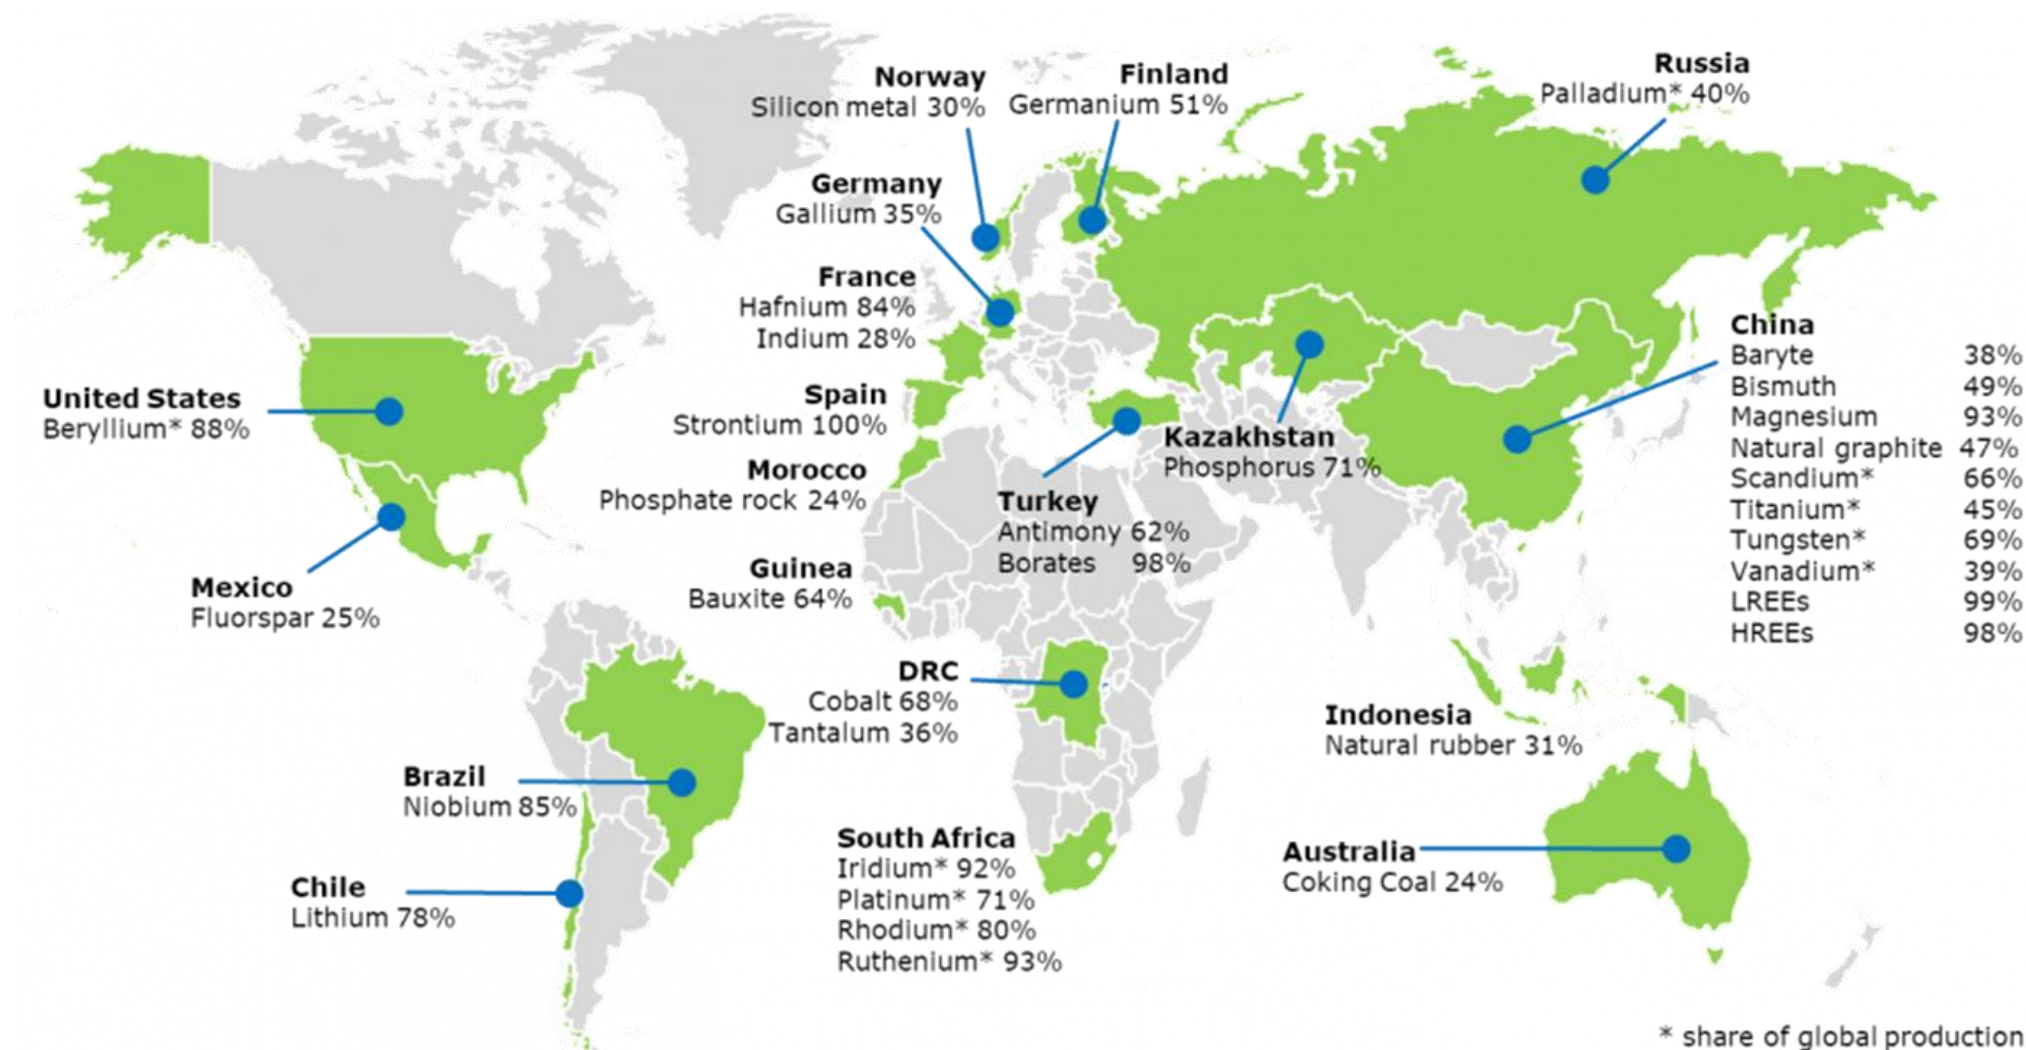 Norway
Silicon metal 30%
Finland
Germanium 51%
Russia
Palladium* 40%
Germany
Gallium 35%
France
Hafnium 84%
Indium 28%
China
Baryte 38%
Bismuth 49%
Magnesium 93%
Natural graphite 47%
Scandium* 66%
Titanium* 45%
Tungsten* 69%
Vanadium* 39%
LREEs 99%
HREEs 98%
United States
Beryllium* 88%
Spain
Strontium 100%
Kazakhstan
Phosphorus 71%
Morocco
Phosphate rock 24%
Turkey
Antimony 62%
Borates 98%
Mexico
Fluorspar 25%
Guinea
Bauxite 64%
DRC
Cobalt 68%
Tantalum 36%
Indonesia
Natural rubber 31%
Brazil
Niobium 85%
South Africa
Iridium* 92%
Platinum* 71%
Rhodium* 80%
Ruthenium* 93%
Australia
Coking Coal 24%
Chile
Lithium 78%
* share of global production